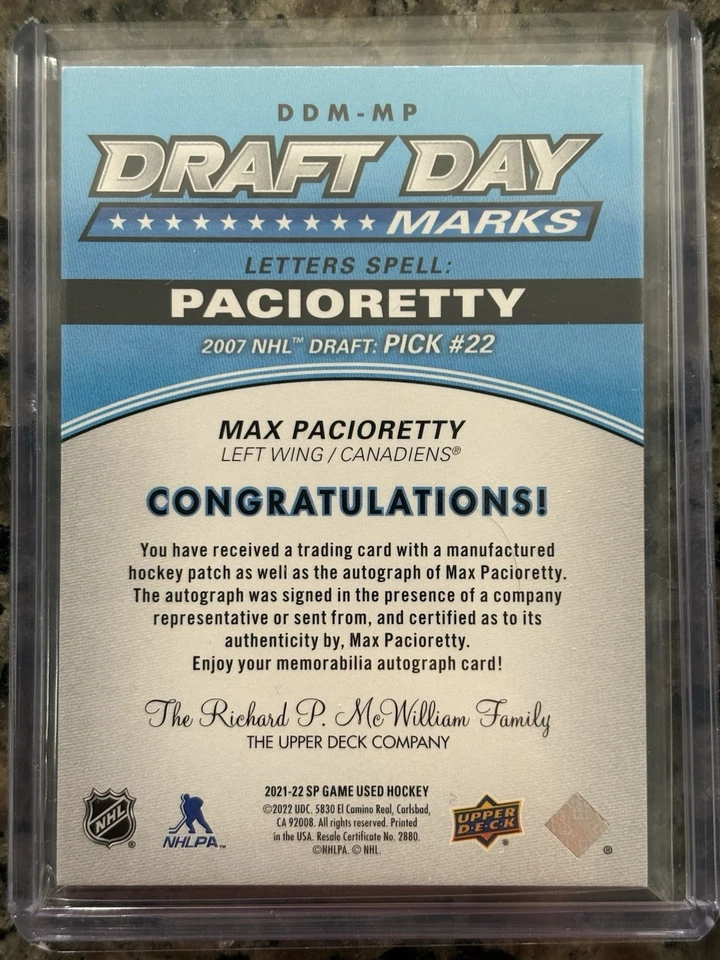 DDM-MP
DRAFT DAY
MARKS
LETTERS SPELL:
PACIORETTY
2007 NHL™ DRAFT: PICK #22
MAX PACIORETTY
LEFT WING / CANADIENS®
CONGRATULATIONS!
You have received a trading card with a manufactured
hockey patch as well as the autograph of Max Pacioretty.
The autograph was signed in the presence of a company
representative or sent from, and certified as to its
authenticity by, Max Pacioretty.
Enjoy your memorabilia autograph card!
The Richard P. McWilliam Family
THE UPPER DECK COMPANY
2021-22 SP GAME USED HOCKEY
©2022 UDC. 5830 El Camino Real, Carlsbad,
CA 92008. All rights reserved. Printed
in the USA. Resale Certificate No. 2880.
©NHLPA. © NHL.
NHL ®
NHLPA™
UPPER
DECK ®
®